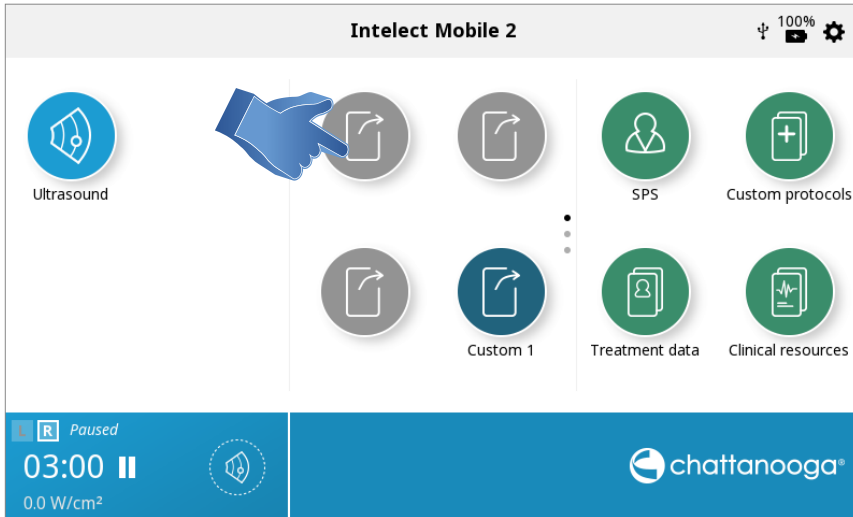 Intelect Mobile 2
100%
Ultrasound
SPS
Custom protocols
Custom 1
Treatment data
Clinical resources
L R Paused
03:00
0.0 W/cm²
chattanooga®